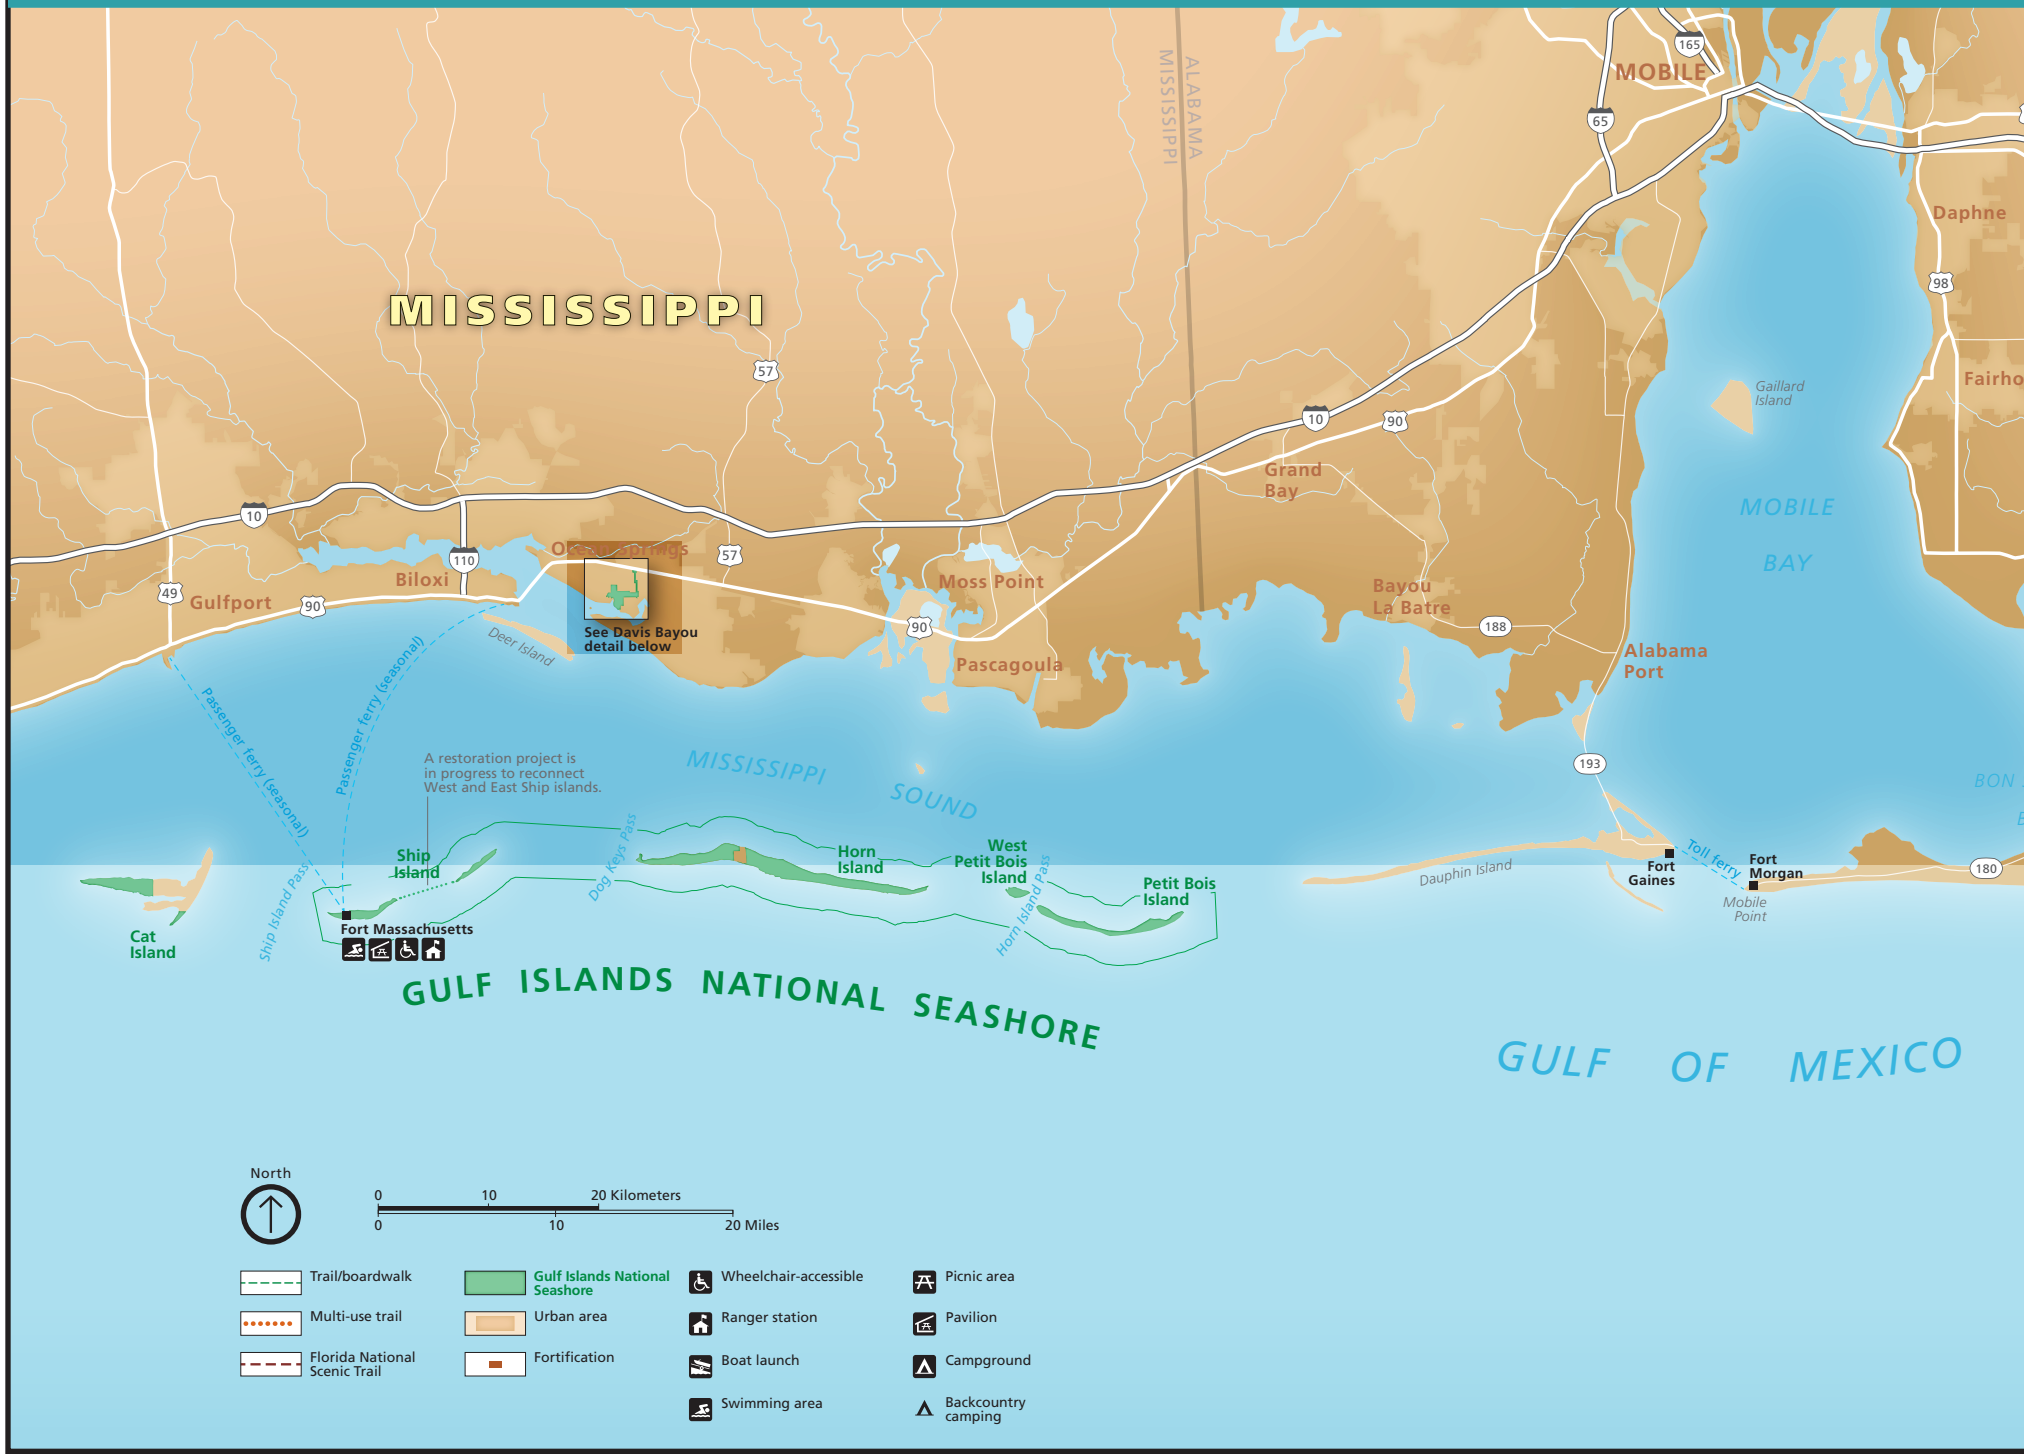 165
MOBILE
ALABAMA
MISSISSIPPI
65
Daphne
98
MISSISSIPPI
57
Gaillard
Island
10
90
Grand
Bay
MOBILE
BAY
10
Ocean Springs
110
57
Biloxi
Moss Point
Bayou
La Batre
49
Gulfport
90
90
188
See Davis Bayou
detail below
Deer Island
Pascagoula
Alabama
Port
Passenger ferry (seasonal)
Passenger ferry (seasonal)
A restoration project is
in progress to reconnect
West and East Ship islands.
MISSISSIPPI
SOUND
193
BON
Dog Keys Pass
Ship
Island
Horn
Island
West
Petit Bois
Island
Horn Island Pass
Petit Bois
Island
Dauphin Island
Toll ferry
Fort
Gaines
Fort
Morgan
180
Mobile
Point
Ship Island Pass
Cat
Island
Fort Massachusetts
GULF ISLANDS NATIONAL SEASHORE
GULF OF MEXICO
North
0 10 20 Kilometers
0 10 20 Miles
Trail/boardwalk
Multi-use trail
Florida National
Scenic Trail
Gulf Islands National
Seashore
Urban area
Fortification
Wheelchair-accessible
Ranger station
Boat launch
Swimming area
Picnic area
Pavilion
Campground
Backcountry
camping